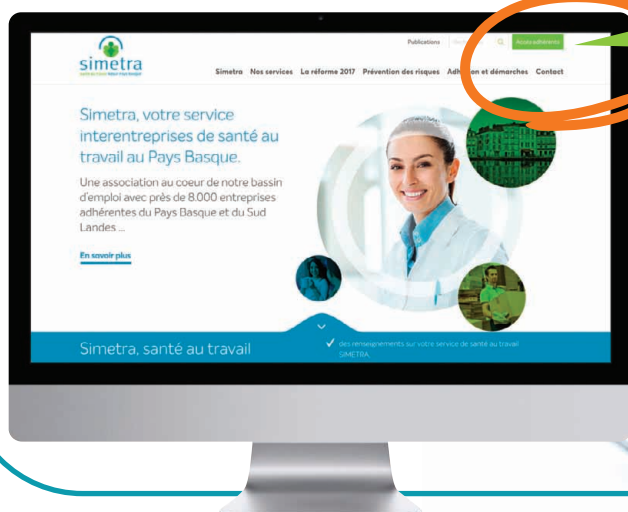 Publications
Accès adhérents
simetra
Simetra Nos services La réforme 2017 Prévention des risques Adhésion et démarches Contact
Simetra, votre service
interentreprises de santé au
travail au Pays Basque.
Une association au coeur de notre bassin
d'emploi avec près de 8.000 entreprises
adhérentes du Pays Basque et du Sud
Landes ...
En savoir plus
Simetra, santé au travail
✓ des renseignements sur votre service de santé au travail
SIMETRA,